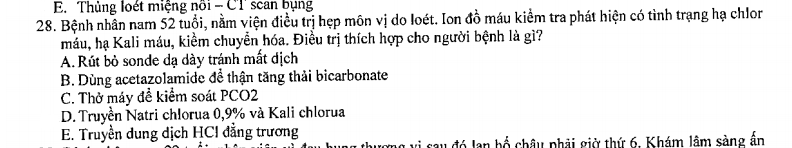 E. Thủng loét miệng nối – CT scan bụng
28. Bệnh nhân nam 52 tuổi, nằm viện điều trị hẹp môn vị do loét. Ion đồ máu kiểm tra phát hiện có tình trạng hạ chlor
máu, hạ Kali máu, kiềm chuyển hóa. Điều trị thích hợp cho người bệnh là gì?
A. Rút bỏ sonde dạ dày tránh mất dịch
B. Dùng acetazolamide để thận tăng thải bicarbonate
C. Thở máy để kiểm soát PCO2
D. Truyền Natri chlorua 0,9% và Kali chlorua
E. Truyền dung dịch HCl đẳng trương
đau bụng thượng vị sau đó lan hố châu phải giờ thứ 6. Khám lâm sàng ấn